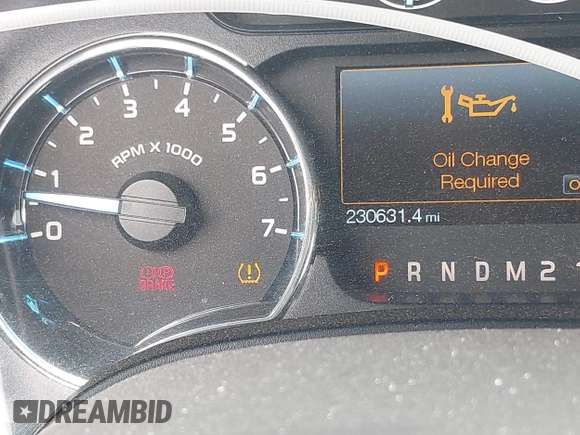 0
1
2
3
4
5
6
7
RPM X 1000
BRAKE
Oil Change
Required
230631.4 mi
P R N D M 2
DREAMBID